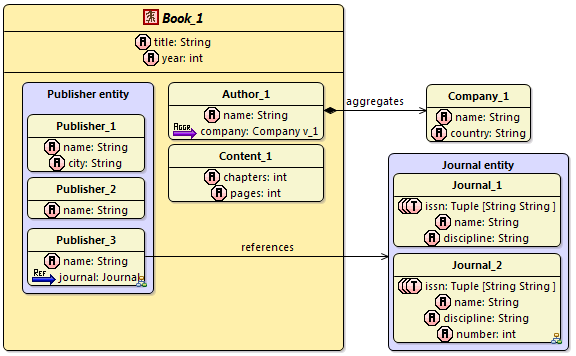 Book_1
A title: String
A year: int
Publisher entity
Publisher_1
A name: String
A city: String
Publisher_2
A name: String
Publisher_3
A name: String
REF journal: Journal
Author_1
A name: String
AGGR company: Company v_1
Content_1
A chapters: int
A pages: int
aggregates
references
Company_1
A name: String
A country: String
Journal entity
Journal_1
T issn: Tuple [String String ]
A name: String
A discipline: String
Journal_2
T issn: Tuple [String String ]
A name: String
A discipline: String
A number: int